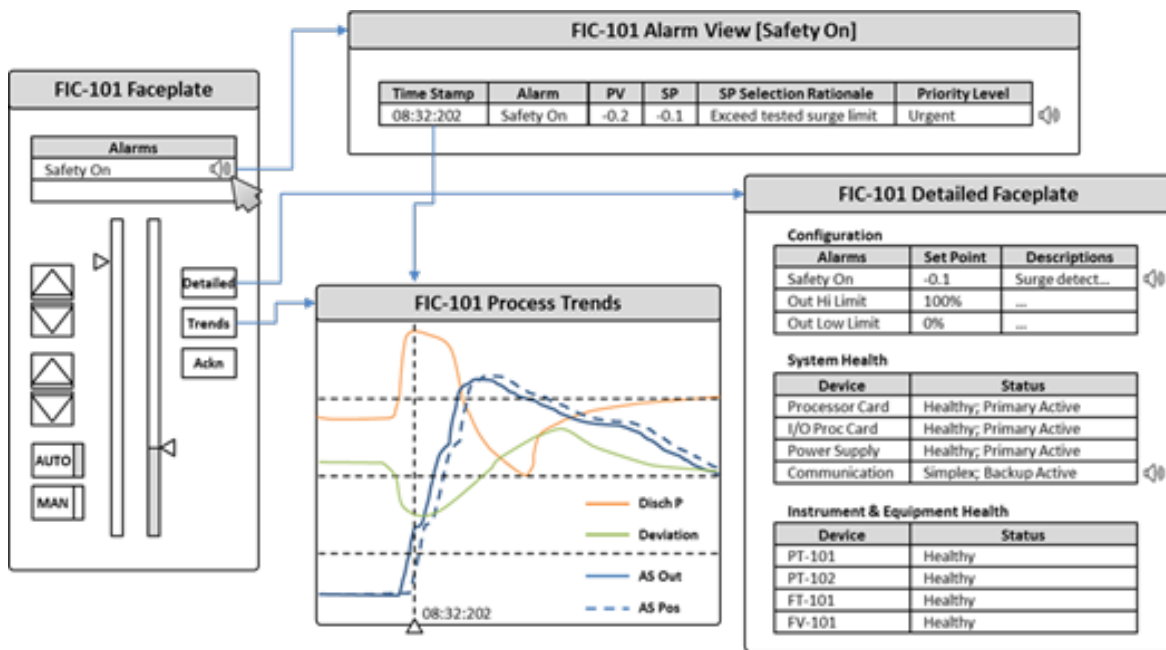 FIC-101 Faceplate
Alarms
Safety On
Detailed
Trends
Ackn
AUTO
MAN
FIC-101 Alarm View [Safety On]
Time Stamp Alarm PV SP SP Selection Rationale Priority Level
08:32:202 Safety On -0.2 -0.1 Exceed tested surge limit Urgent
FIC-101 Process Trends
Disch P
Deviation
AS Out
AS Pos
08:32:202
FIC-101 Detailed Faceplate
Configuration
Alarms Set Point Descriptions
Safety On -0.1 Surge detect...
Out Hi Limit 100% ...
Out Low Limit 0% ...
System Health
Device Status
Processor Card Healthy; Primary Active
I/O Proc Card Healthy; Primary Active
Power Supply Healthy; Primary Active
Communication Simplex; Backup Active
Instrument & Equipment Health
Device Status
PT-101 Healthy
PT-102 Healthy
FT-101 Healthy
FV-101 Healthy